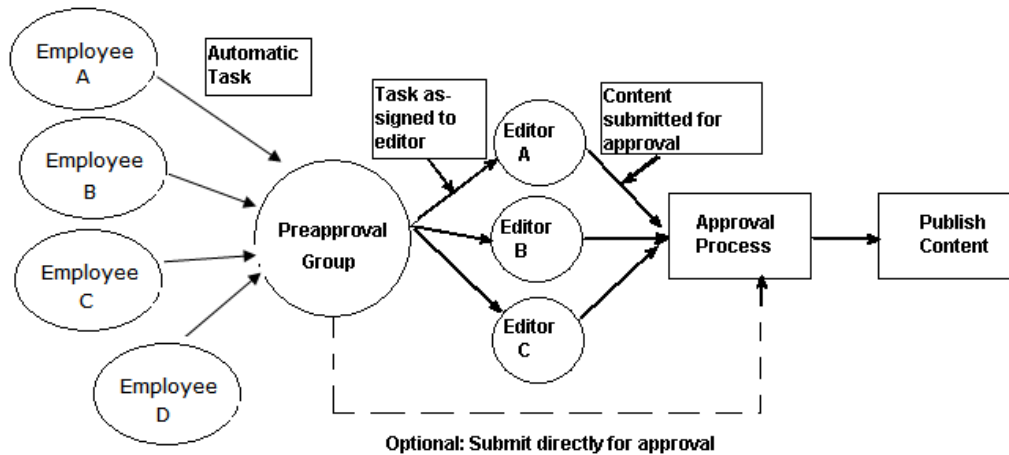 Employee
A
Automatic
Task
Employee
B
Employee
C
Employee
D
Preapproval
Group
Task as-
signed to
editor
Editor
A
Editor
B
Editor
C
Content
submitted for
approval
Approval
Process
Publish
Content
Optional: Submit directly for approval